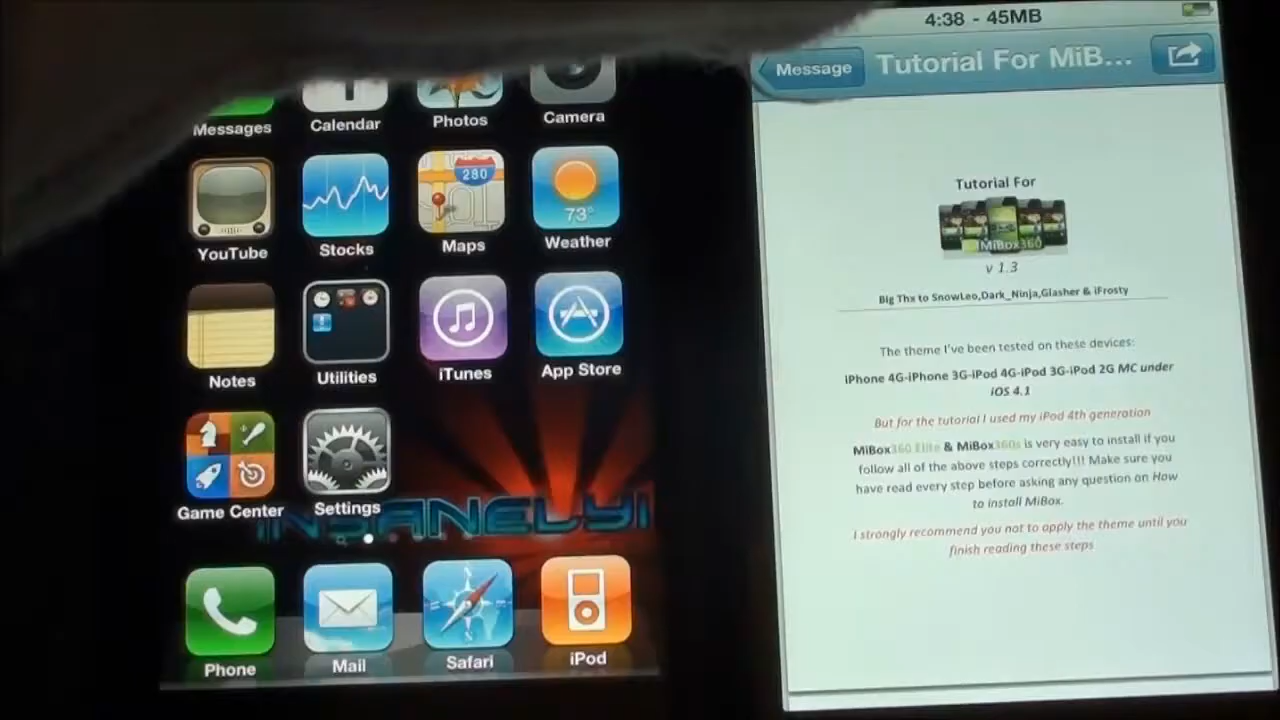 Messages
Calendar
Photos
Camera
280
73°
YouTube
Stocks
Maps
Weather
Notes
Utilities
iTunes
App Store
Game Center
Settings
INSANELYI
Phone
Mail
Safari
iPod
4:38 - 45MB
Message
Tutorial For MiB...
Tutorial For
MiBox360
v 1.3
Big Thx to SnowLeo,Dark_Ninja,Glasher & iFrosty
The theme I've been tested on these devices:
iPhone 4G-iPhone 3G-iPod 4G-iPod 3G-iPod 2G MC under
iOS 4.1
But for the tutorial I used my iPod 4th generation
MiBox360 Elite & MiBox360s is very easy to install if you
follow all of the above steps correctly!!! Make sure you
have read every step before asking any question on How
to install MiBox.
I strongly recommend you not to apply the theme until you
finish reading these steps